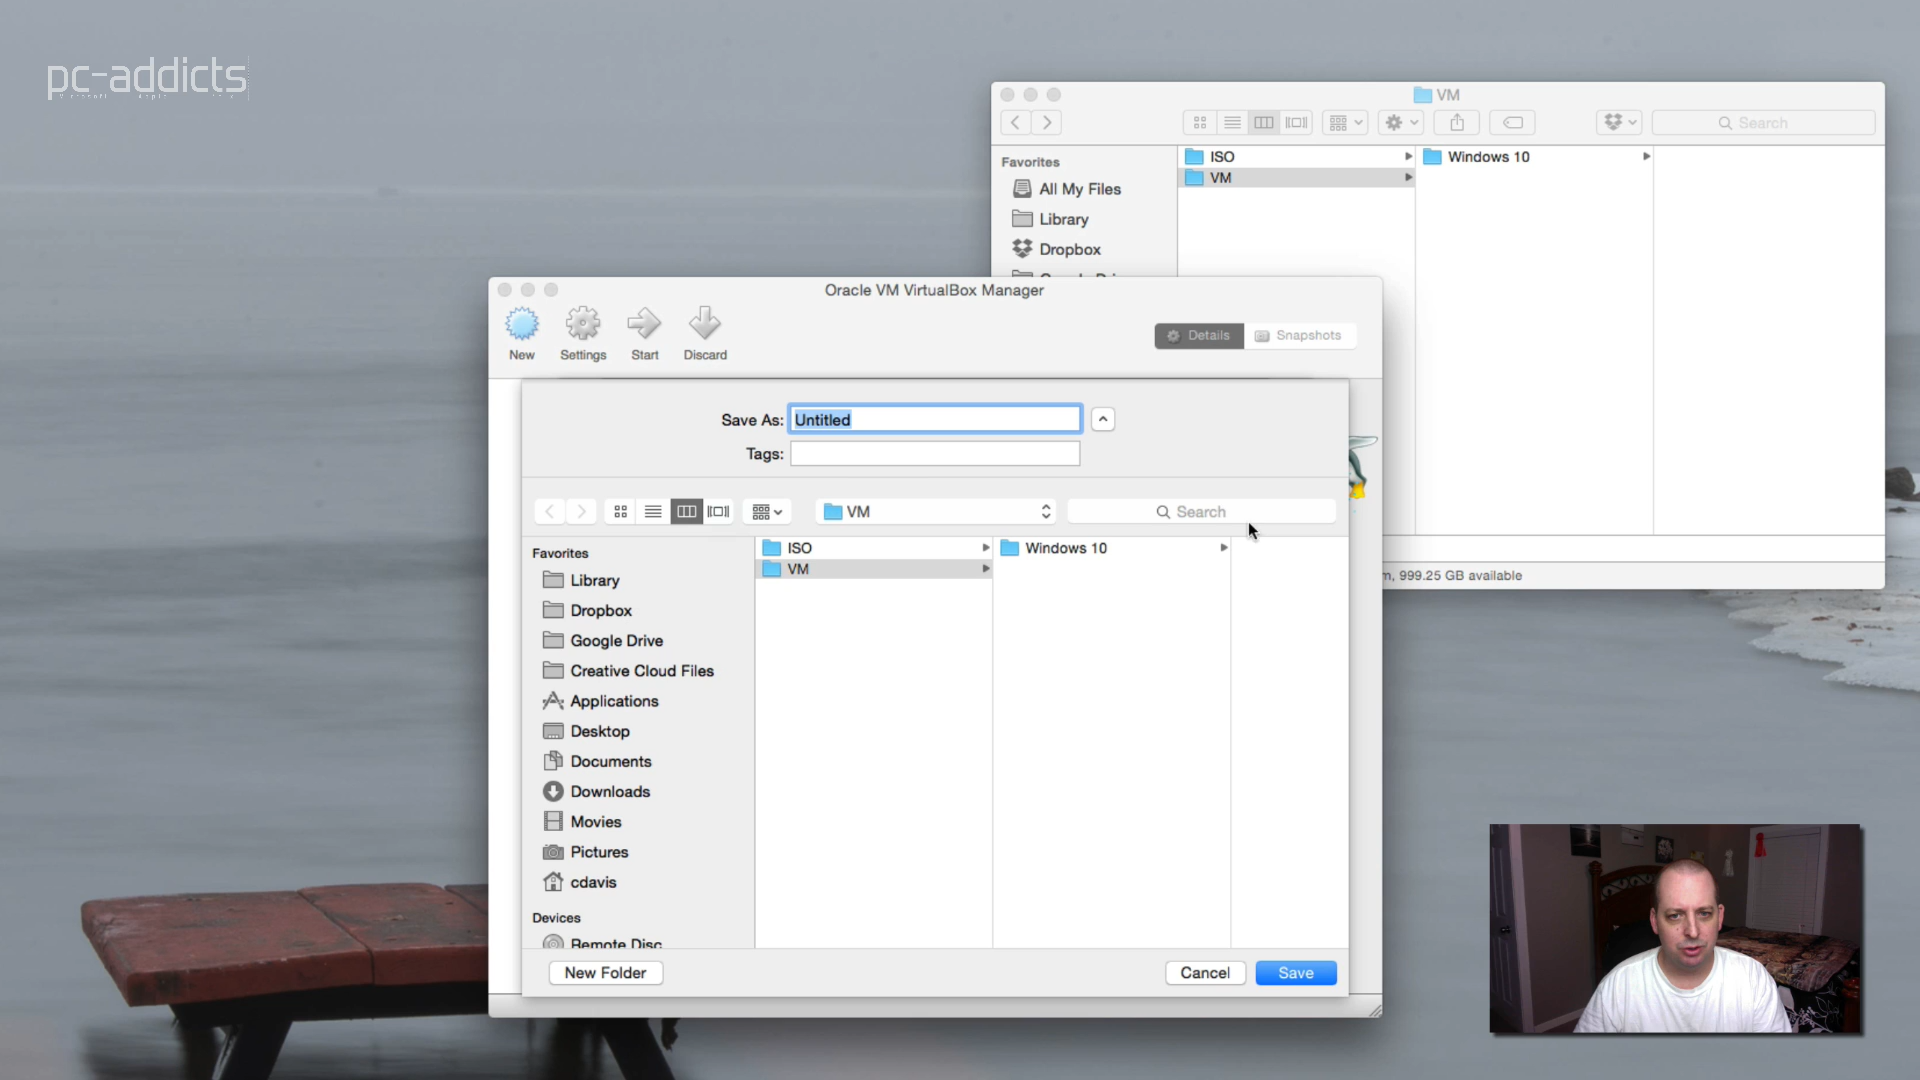 pc-addicts
VM
Search
Favorites
All My Files
Library
Dropbox
ISO
VM
Windows 10
999.25 GB available
Oracle VM VirtualBox Manager
New
Settings
Start
Discard
Details
Snapshots
Save As:
Untitled
Tags:
VM
Search
Favorites
Library
Dropbox
Google Drive
Creative Cloud Files
Applications
Desktop
Documents
Downloads
Movies
Pictures
cdavis
Devices
Remote Disc
ISO
VM
Windows 10
New Folder
Cancel
Save